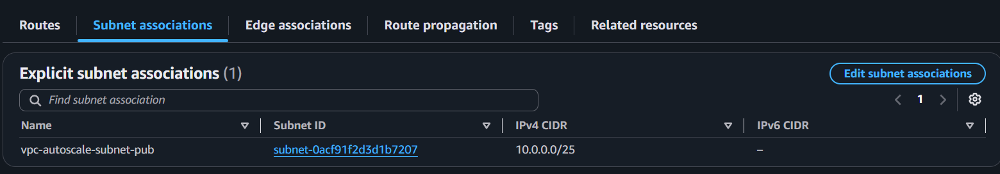 Routes Subnet associations Edge associations Route propagation Tags Related resources
Explicit subnet associations (1) Edit subnet associations
Find subnet association
1
Name Subnet ID IPv4 CIDR IPv6 CIDR
vpc-autoscale-subnet-pub subnet-0acf91f2d3d1b7207 10.0.0.0/25 –